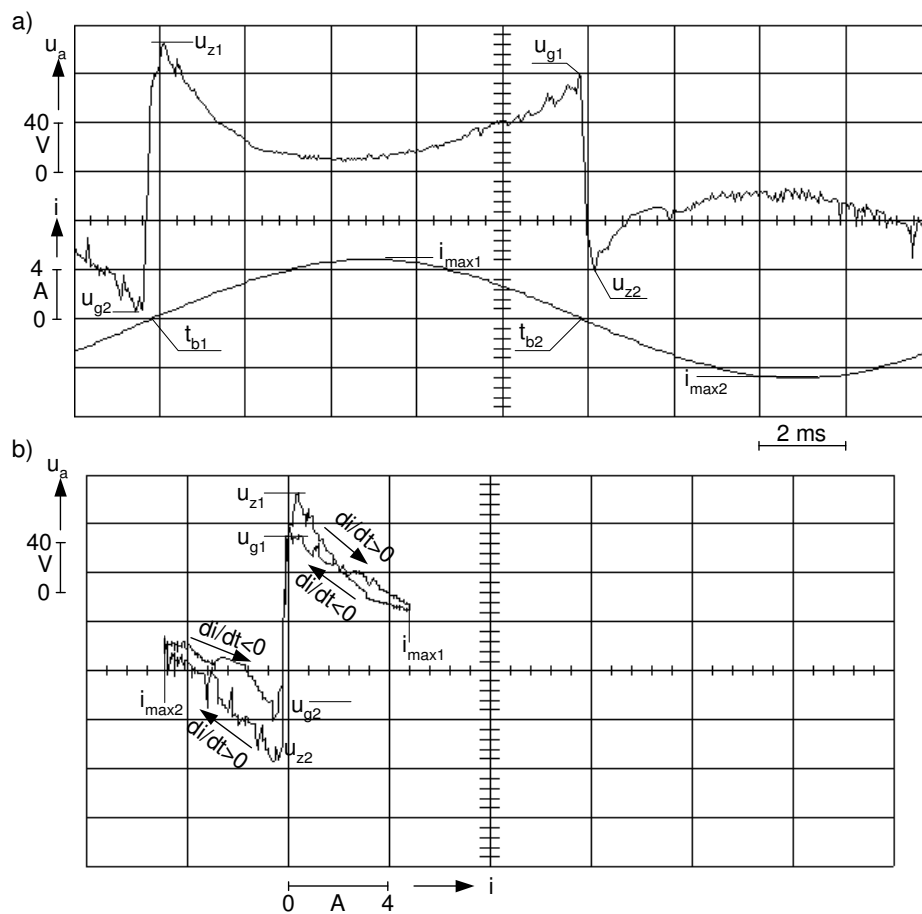 a)
u_a
u_z1
u_g1
40
V
0
i
i_max1
4
A
u_g2
u_z2
0
t_b1
t_b2
i_max2
2 ms
b)
u_a
u_z1
di/dt>0
u_g1
40
V
0
di/dt<0
di/dt<0
i_max1
i_max2
u_g2
di/dt>0
u_z2
0 A 4 i